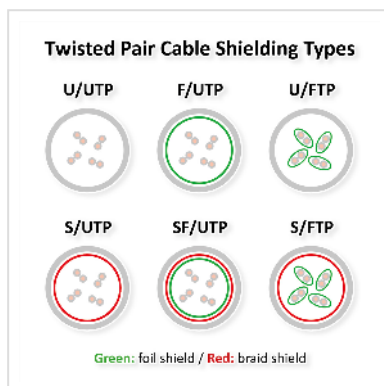 Twisted Pair Cable Shielding Types
U/UTP F/UTP U/FTP
S/UTP SF/UTP S/FTP
Green: foil shield / Red: braid shield